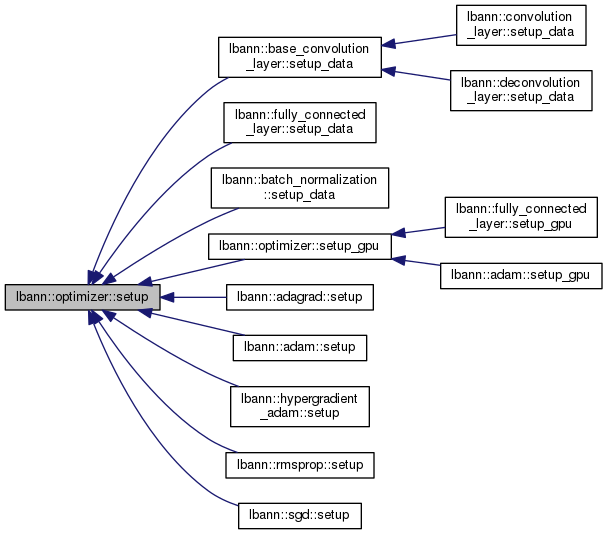 lbann::optimizer::setup
lbann::base_convolution
_layer::setup_data
lbann::convolution
_layer::setup_data
lbann::deconvolution
_layer::setup_data
lbann::fully_connected
_layer::setup_data
lbann::batch_normalization
::setup_data
lbann::optimizer::setup_gpu
lbann::fully_connected
_layer::setup_gpu
lbann::adam::setup_gpu
lbann::adagrad::setup
lbann::adam::setup
lbann::hypergradient
_adam::setup
lbann::rmsprop::setup
lbann::sgd::setup